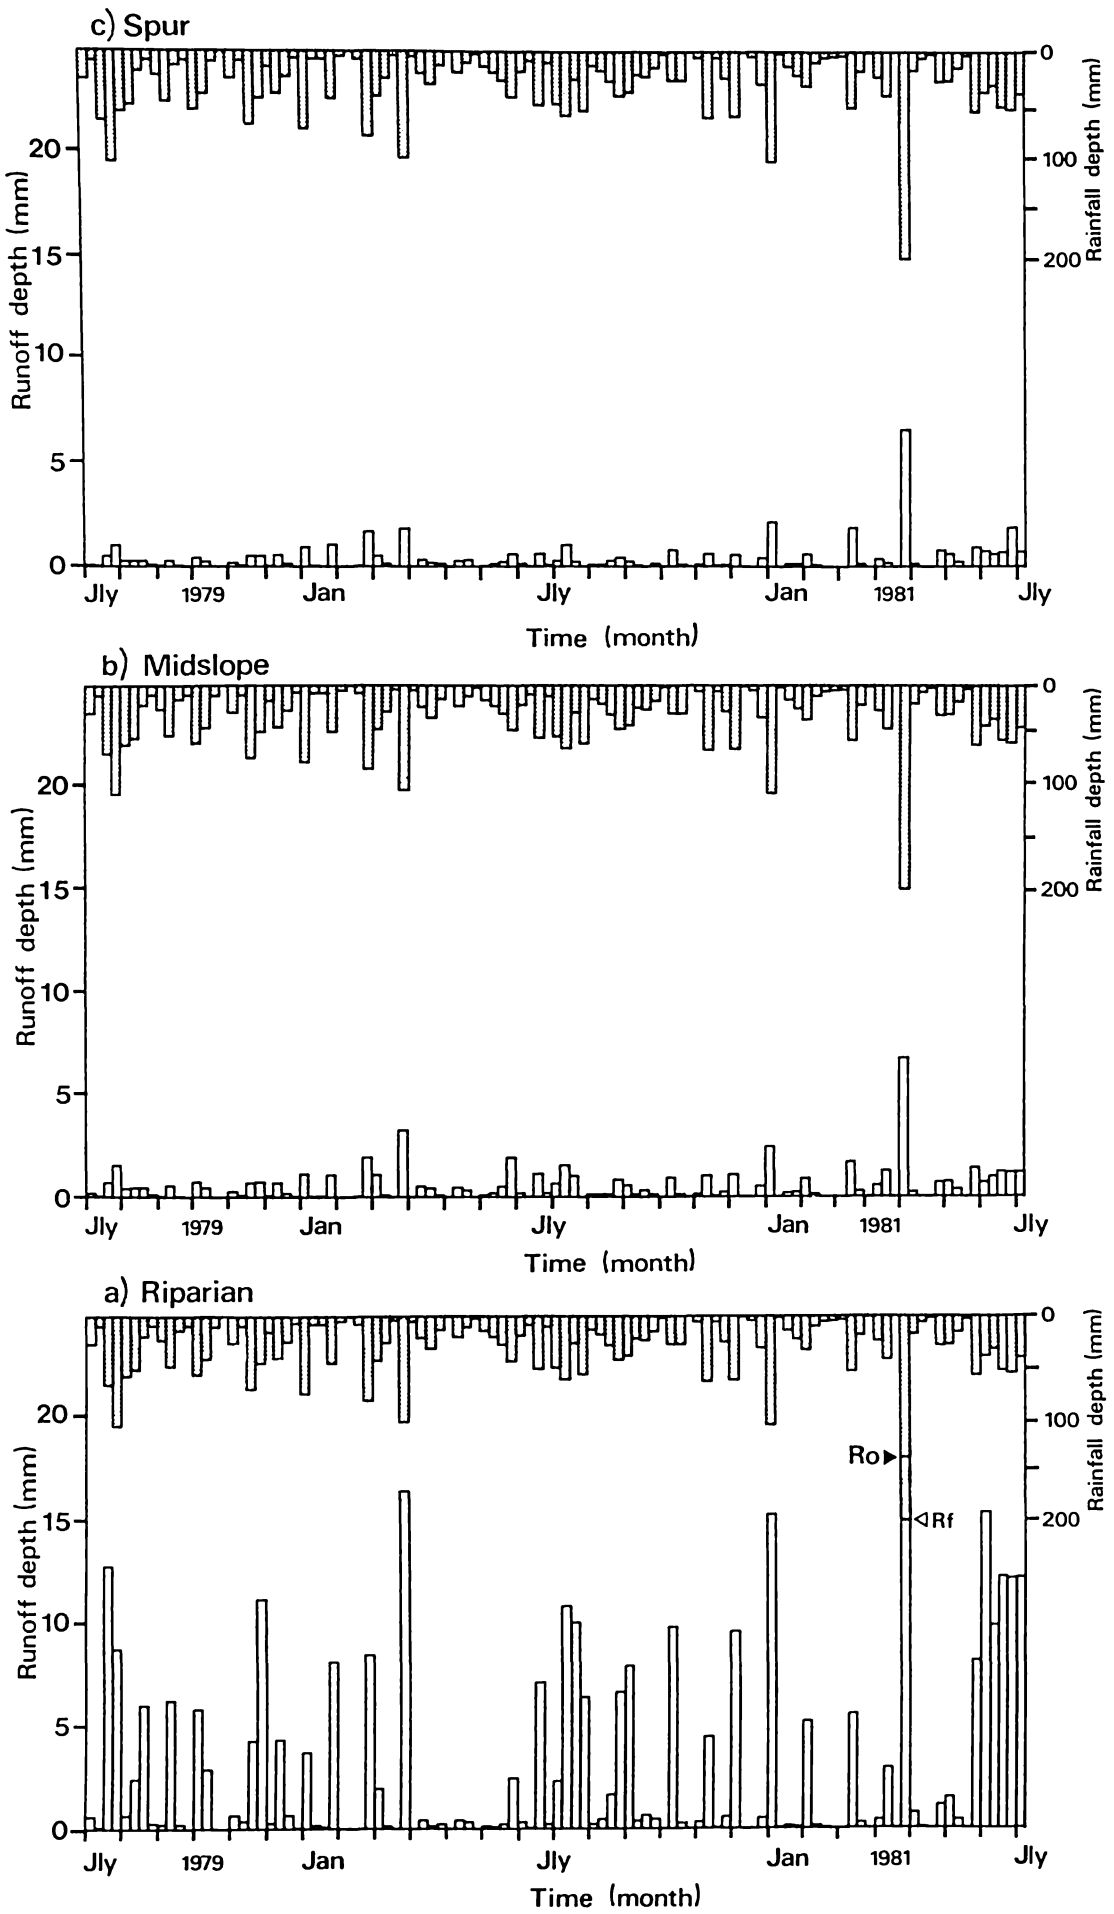 c) Spur
0
100
200
Rainfall depth (mm)
20
15
10
5
0
Runoff depth (mm)
Jly 1979 Jan Jly Jan 1981 Jly
Time (month)
b) Midslope
0
100
200
Rainfall depth (mm)
20
15
10
5
0
Runoff depth (mm)
Jly 1979 Jan Jly Jan 1981 Jly
Time (month)
a) Riparian
0
100
200
Rainfall depth (mm)
20
15
10
5
0
Runoff depth (mm)
Ro
Rf
Jly 1979 Jan Jly Jan 1981 Jly
Time (month)